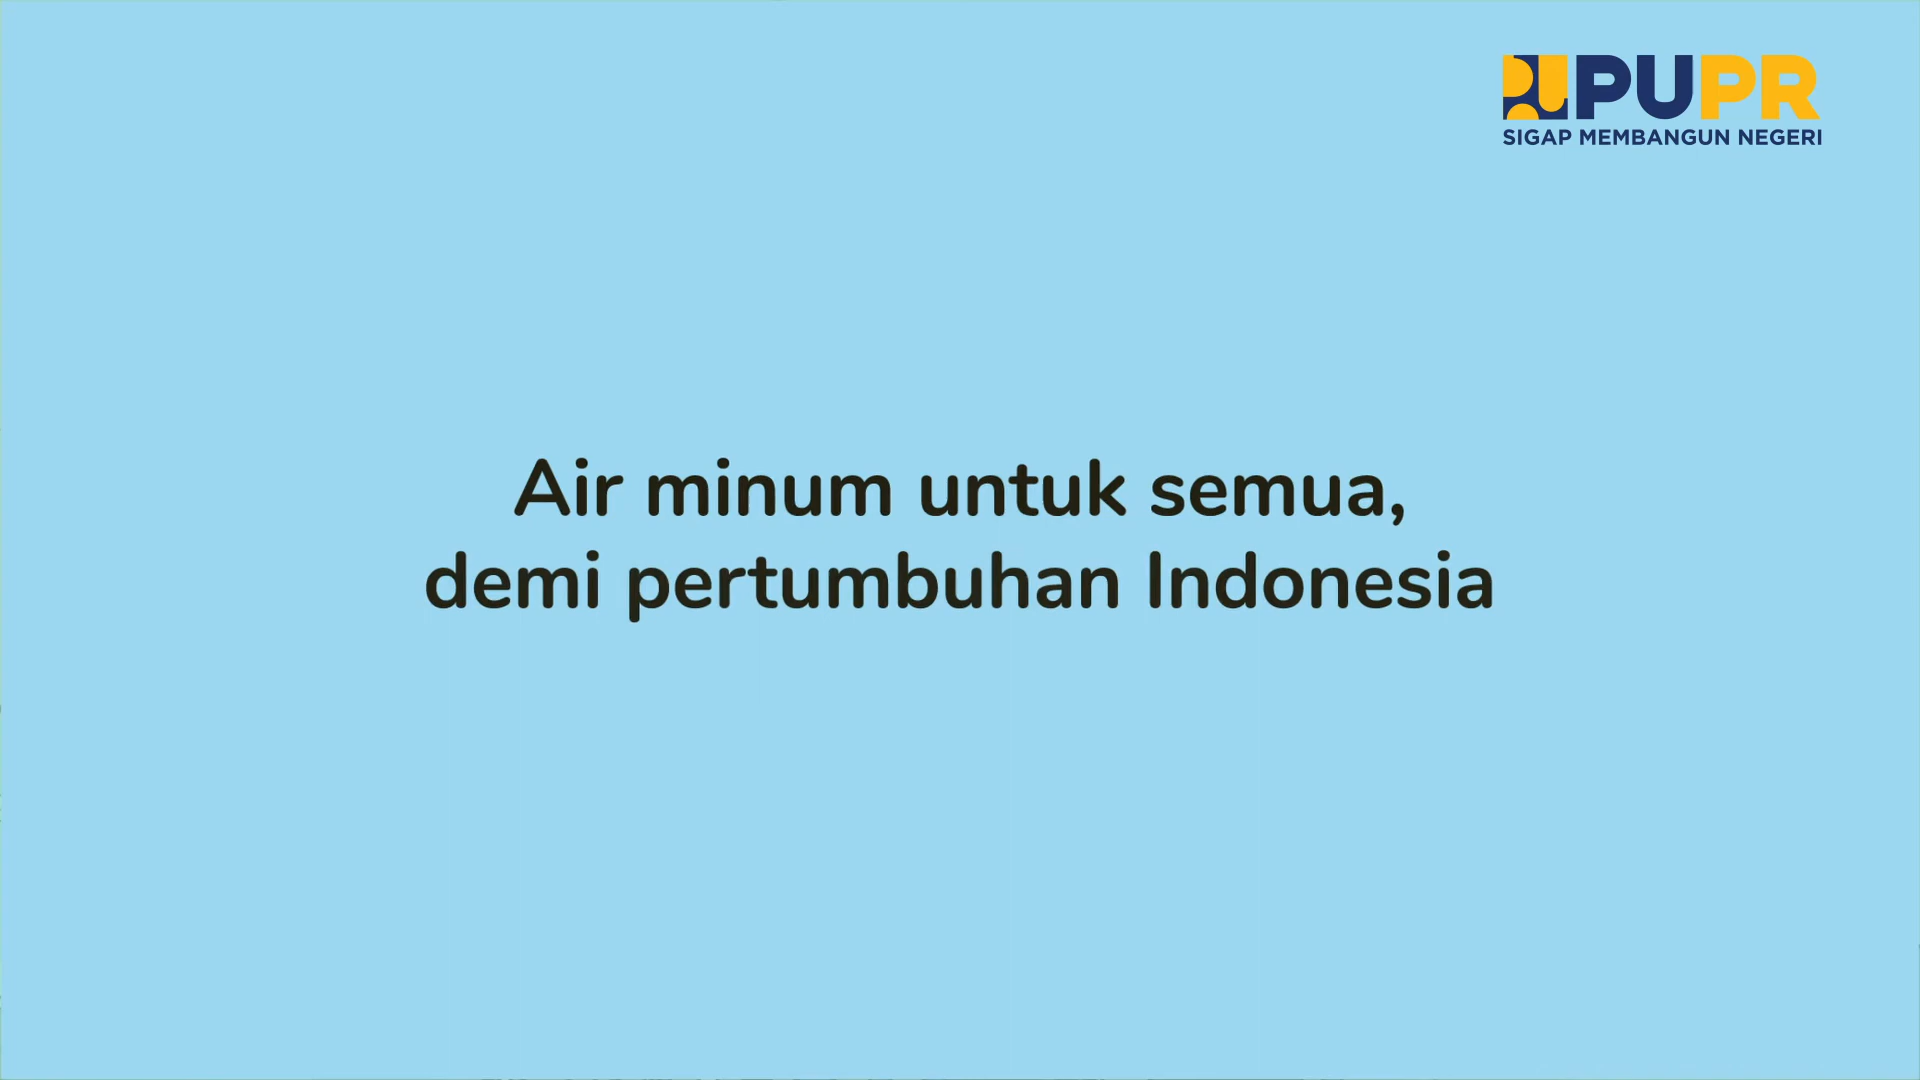 PUPR
SIGAP MEMBANGUN NEGERI
Air minum untuk semua,
demi pertumbuhan Indonesia